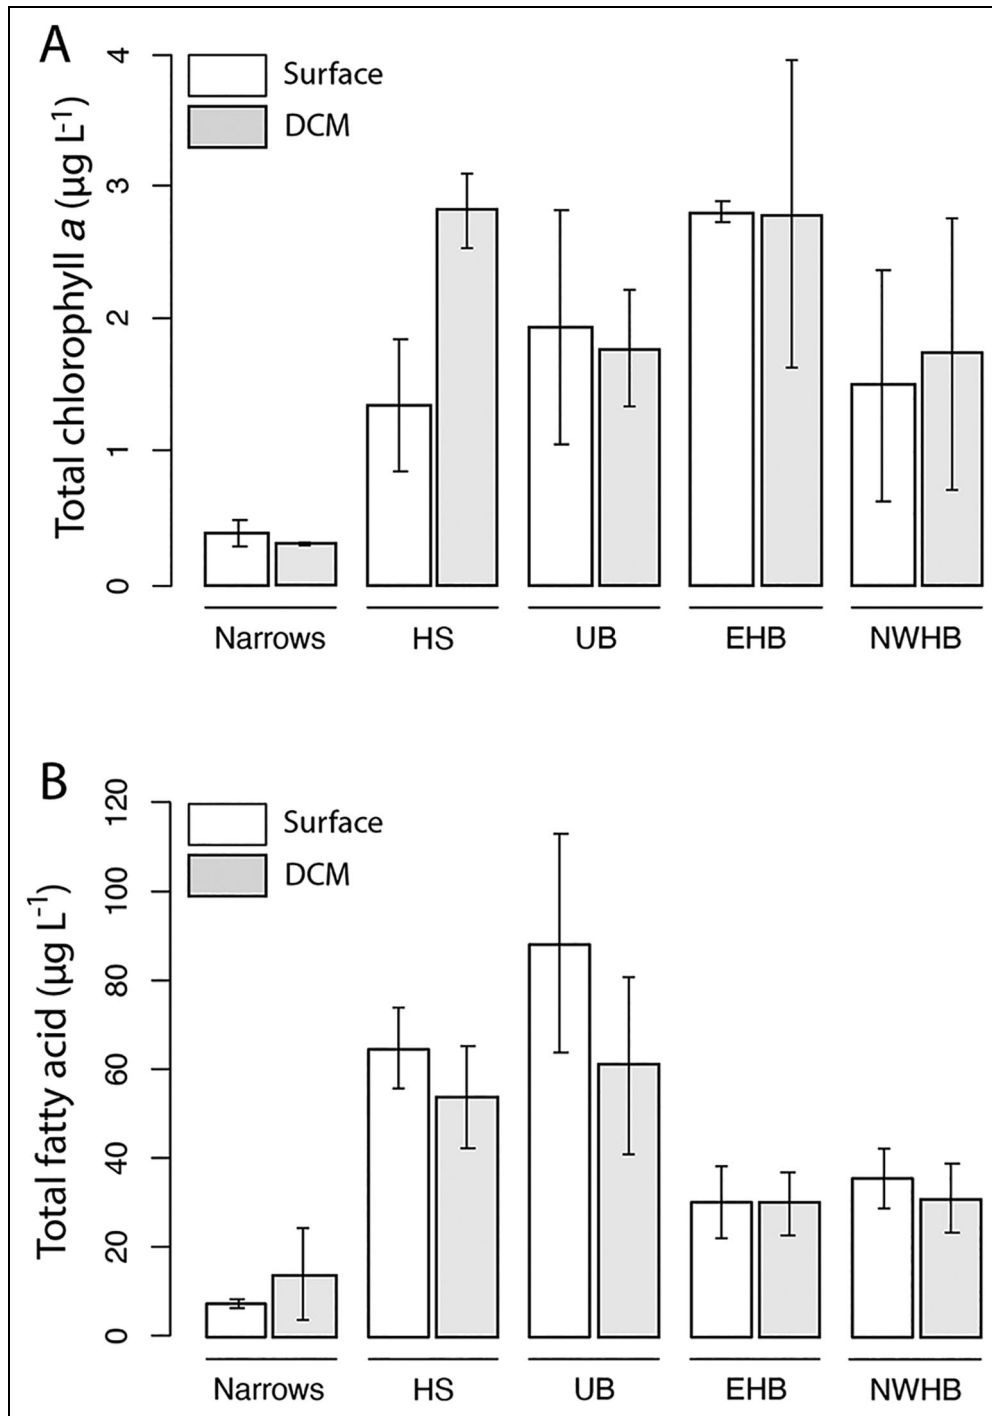 A
Surface
DCM
Total chlorophyll a (µg L-1)
4
3
2
1
0
Narrows HS UB EHB NWHB
B
Surface
DCM
Total fatty acid (µg L-1)
120
100
80
60
40
20
0
Narrows HS UB EHB NWHB